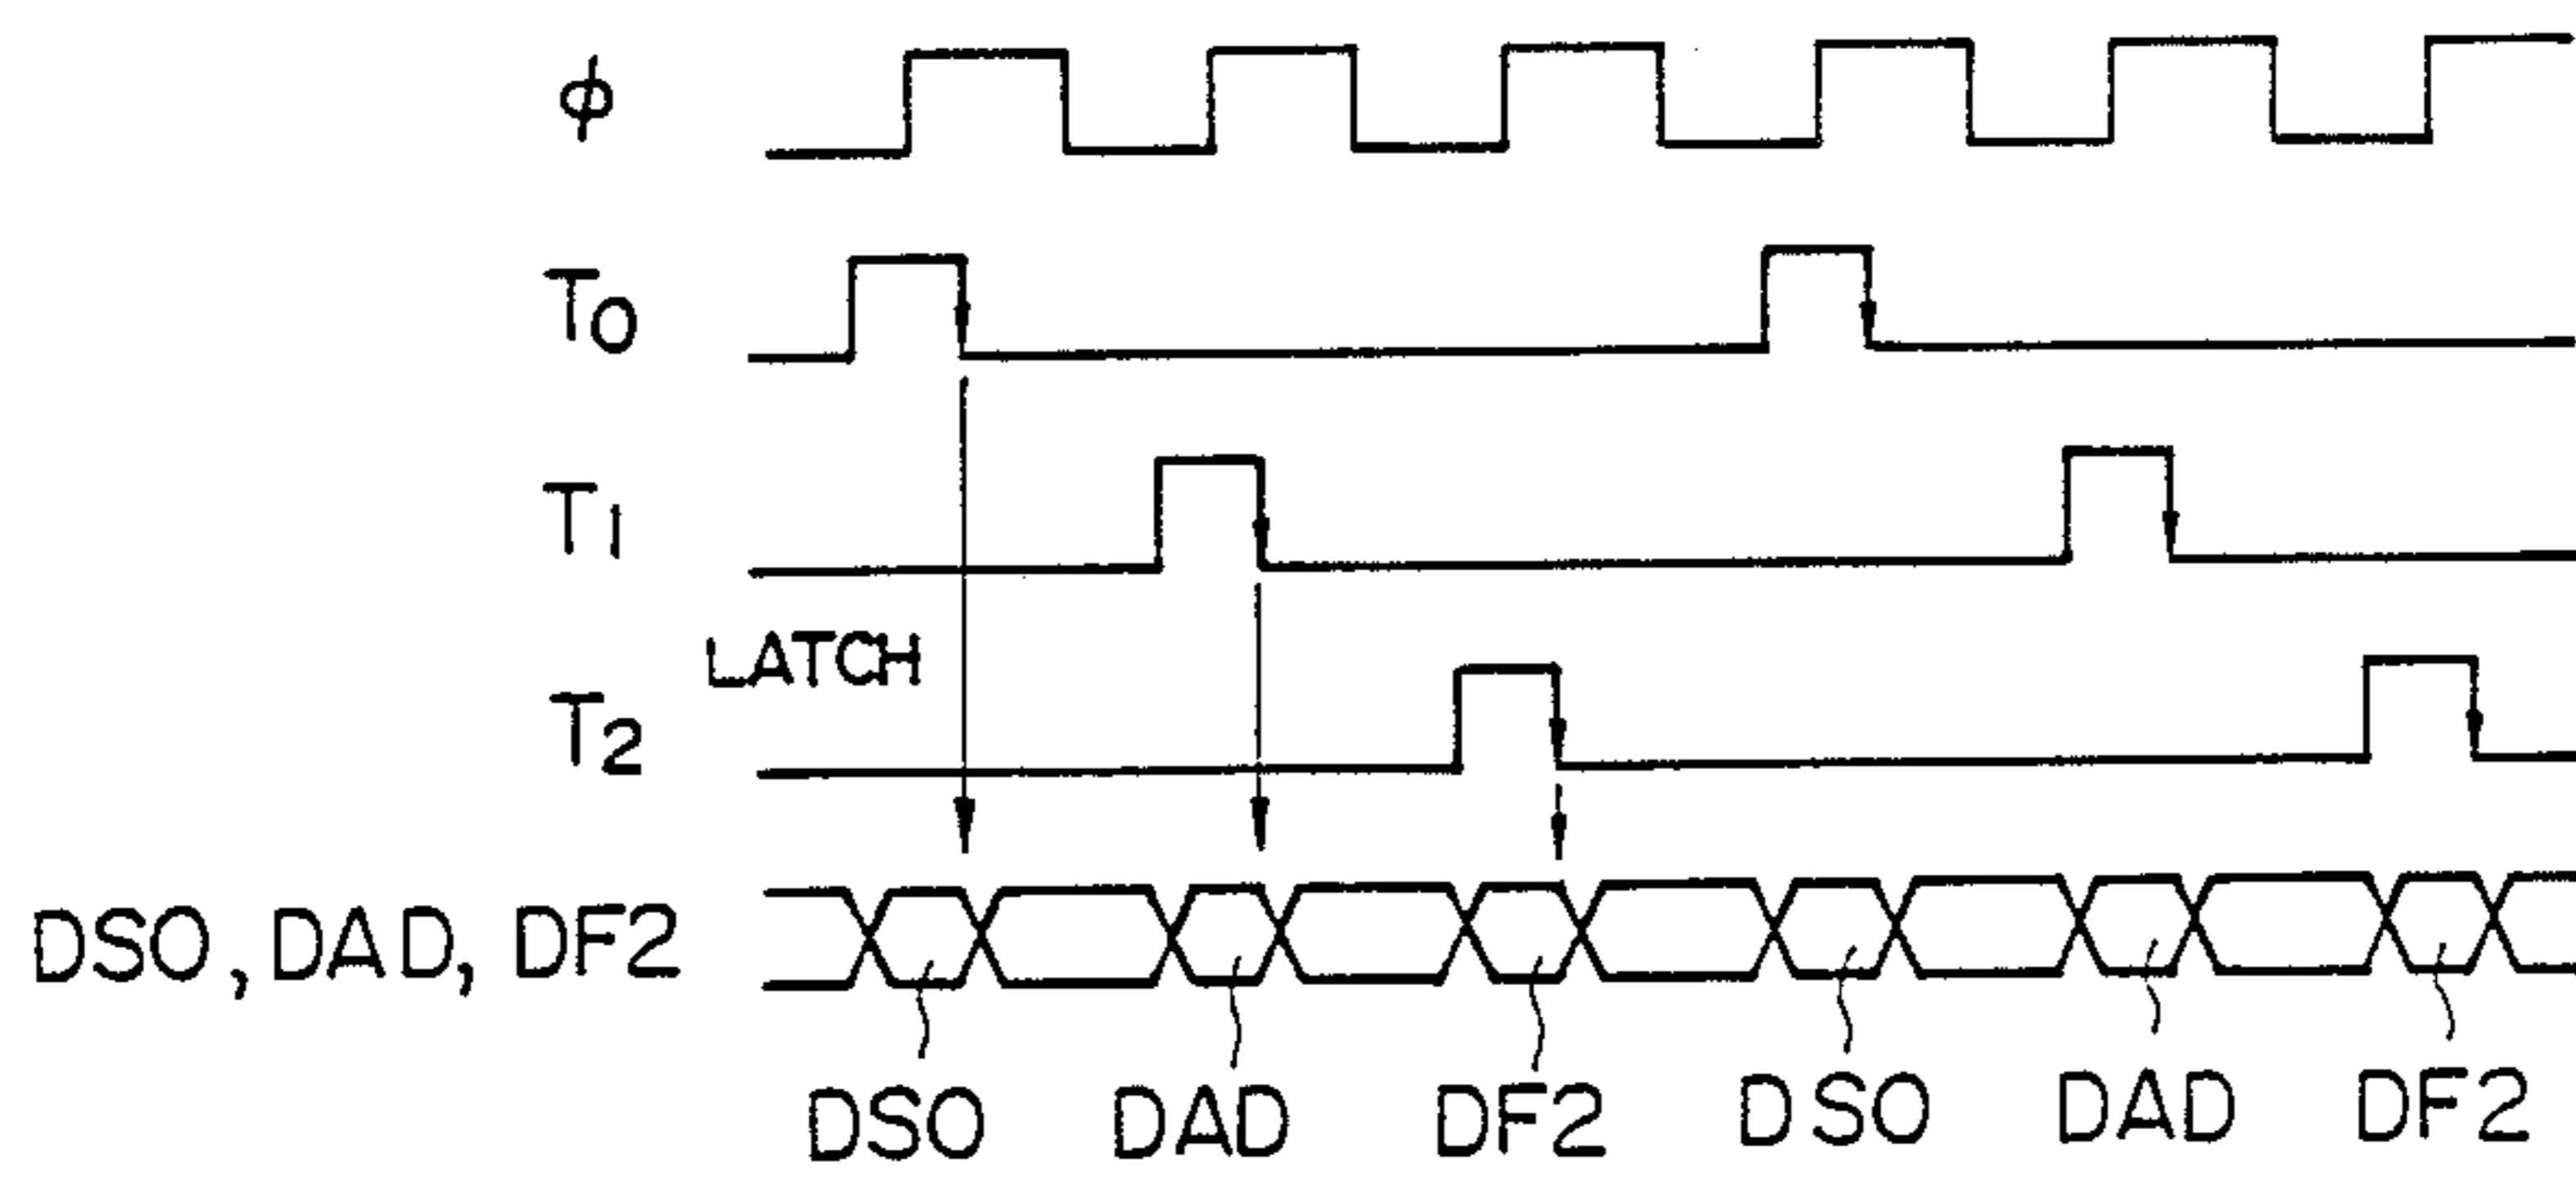 φ
T0
T1
LATCH
T2
DSO, DAD, DF2
DSO DAD DF2 DSO DAD DF2